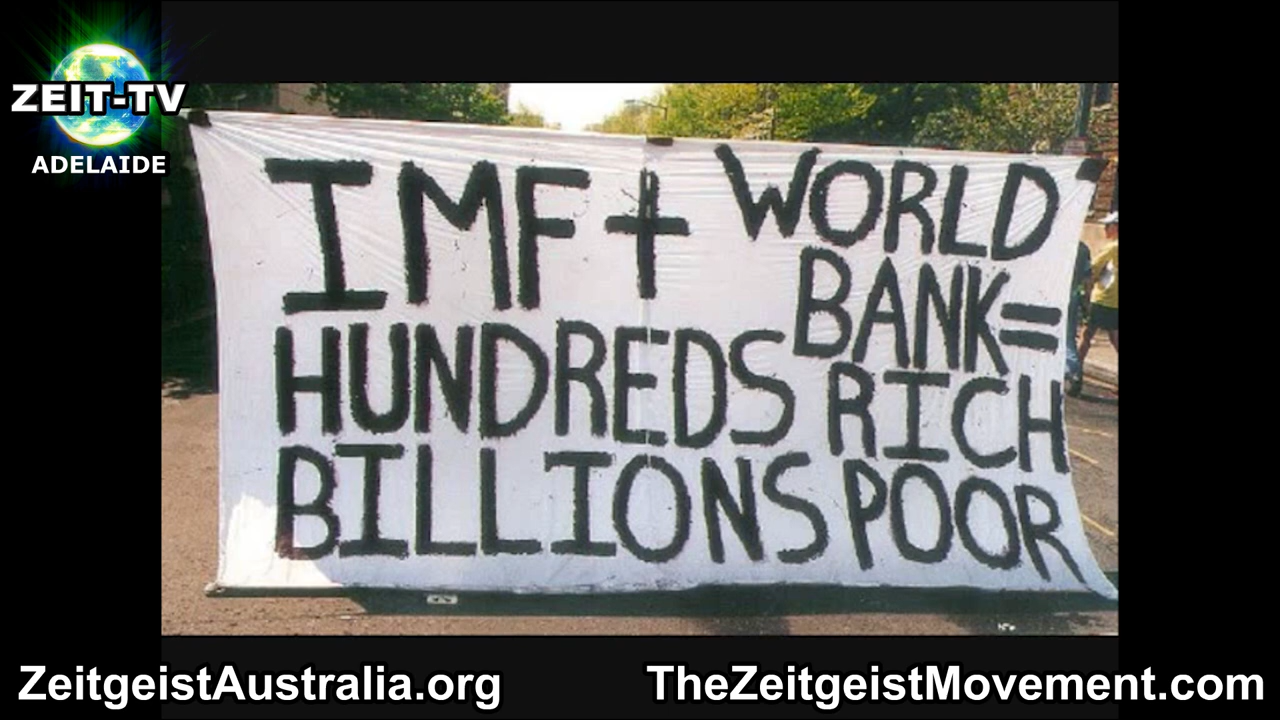 ZEIT-TV
ADELAIDE
IMF + WORLD
BANK=
HUNDREDS RICH
BILLIONS POOR
ZeitgeistAustralia.org
TheZeitgeistMovement.com